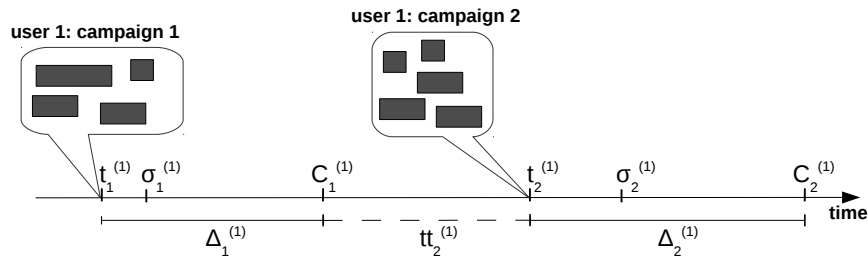 user 1: campaign 1
user 1: campaign 2
t₁⁽¹⁾ σ₁⁽¹⁾ C₁⁽¹⁾ t₂⁽¹⁾ σ₂⁽¹⁾ C₂⁽¹⁾
time
Δ₁⁽¹⁾ tt₂⁽¹⁾ Δ₂⁽¹⁾